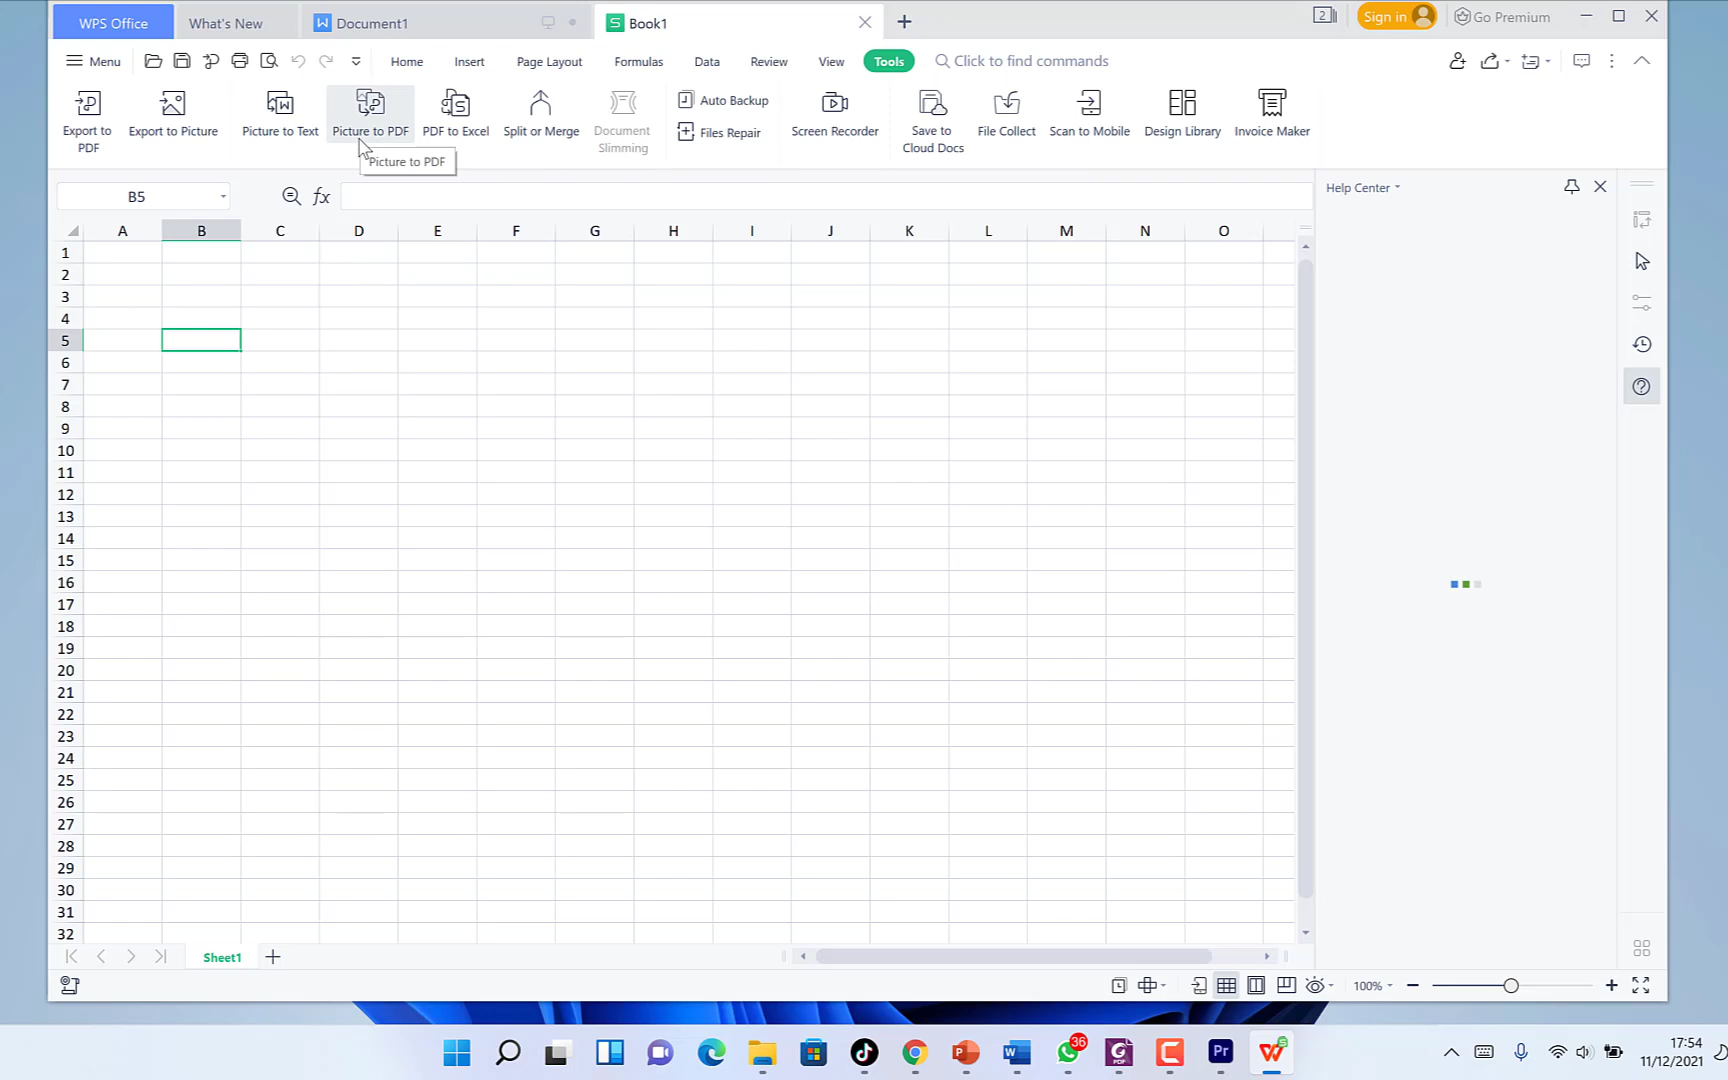 WPS Office What's New Document1 Book1 2 Sign in Go Premium
Menu Home Insert Page Layout Formulas Data Review View Tools Click to find commands
Export to PDF
Export to Picture
Picture to Text
Picture to PDF
PDF to Excel
Split or Merge
Document Slimming
Auto Backup
Files Repair
Screen Recorder
Save to Cloud Docs
File Collect
Scan to Mobile
Design Library
Invoice Maker
Picture to PDF
B5 fx
Help Center
A B C D E F G H I J K L M N O
1
2
3
4
5
6
7
8
9
10
11
12
13
14
15
16
17
18
19
20
21
22
23
24
25
26
27
28
29
30
31
32
Sheet1
100%
36
Pr
17:54
11/12/2021